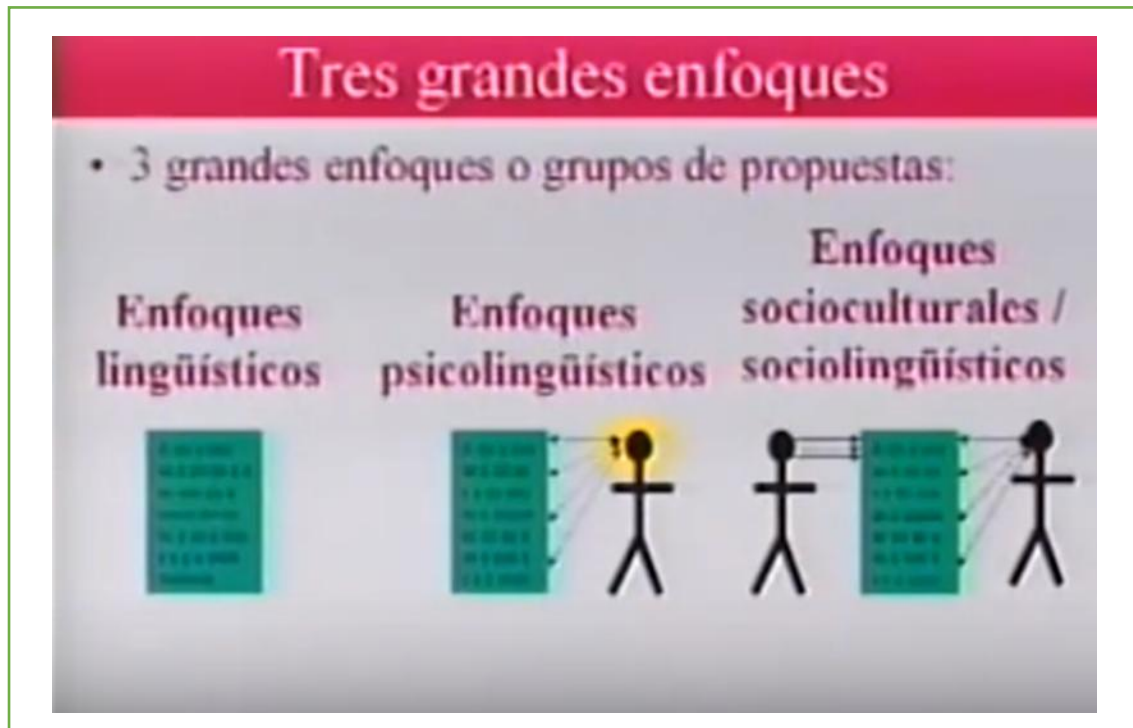 Tres grandes enfoques
• 3 grandes enfoques o grupos de propuestas:
Enfoques
lingüísticos
Enfoques
psicolingüísticos
Enfoques
socioculturales /
sociolingüísticos